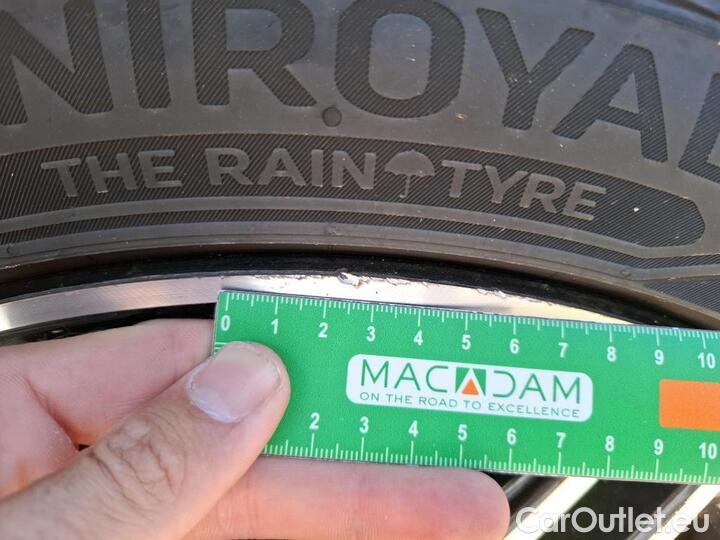 NIROYAL
THE RAIN TYRE
0 1 2 3 4 5 6 7 8 9 10
MACADAM
ON THE ROAD TO EXCELLENCE
2 3 4 5 6 7 8 9 10
CarOutlet.eu